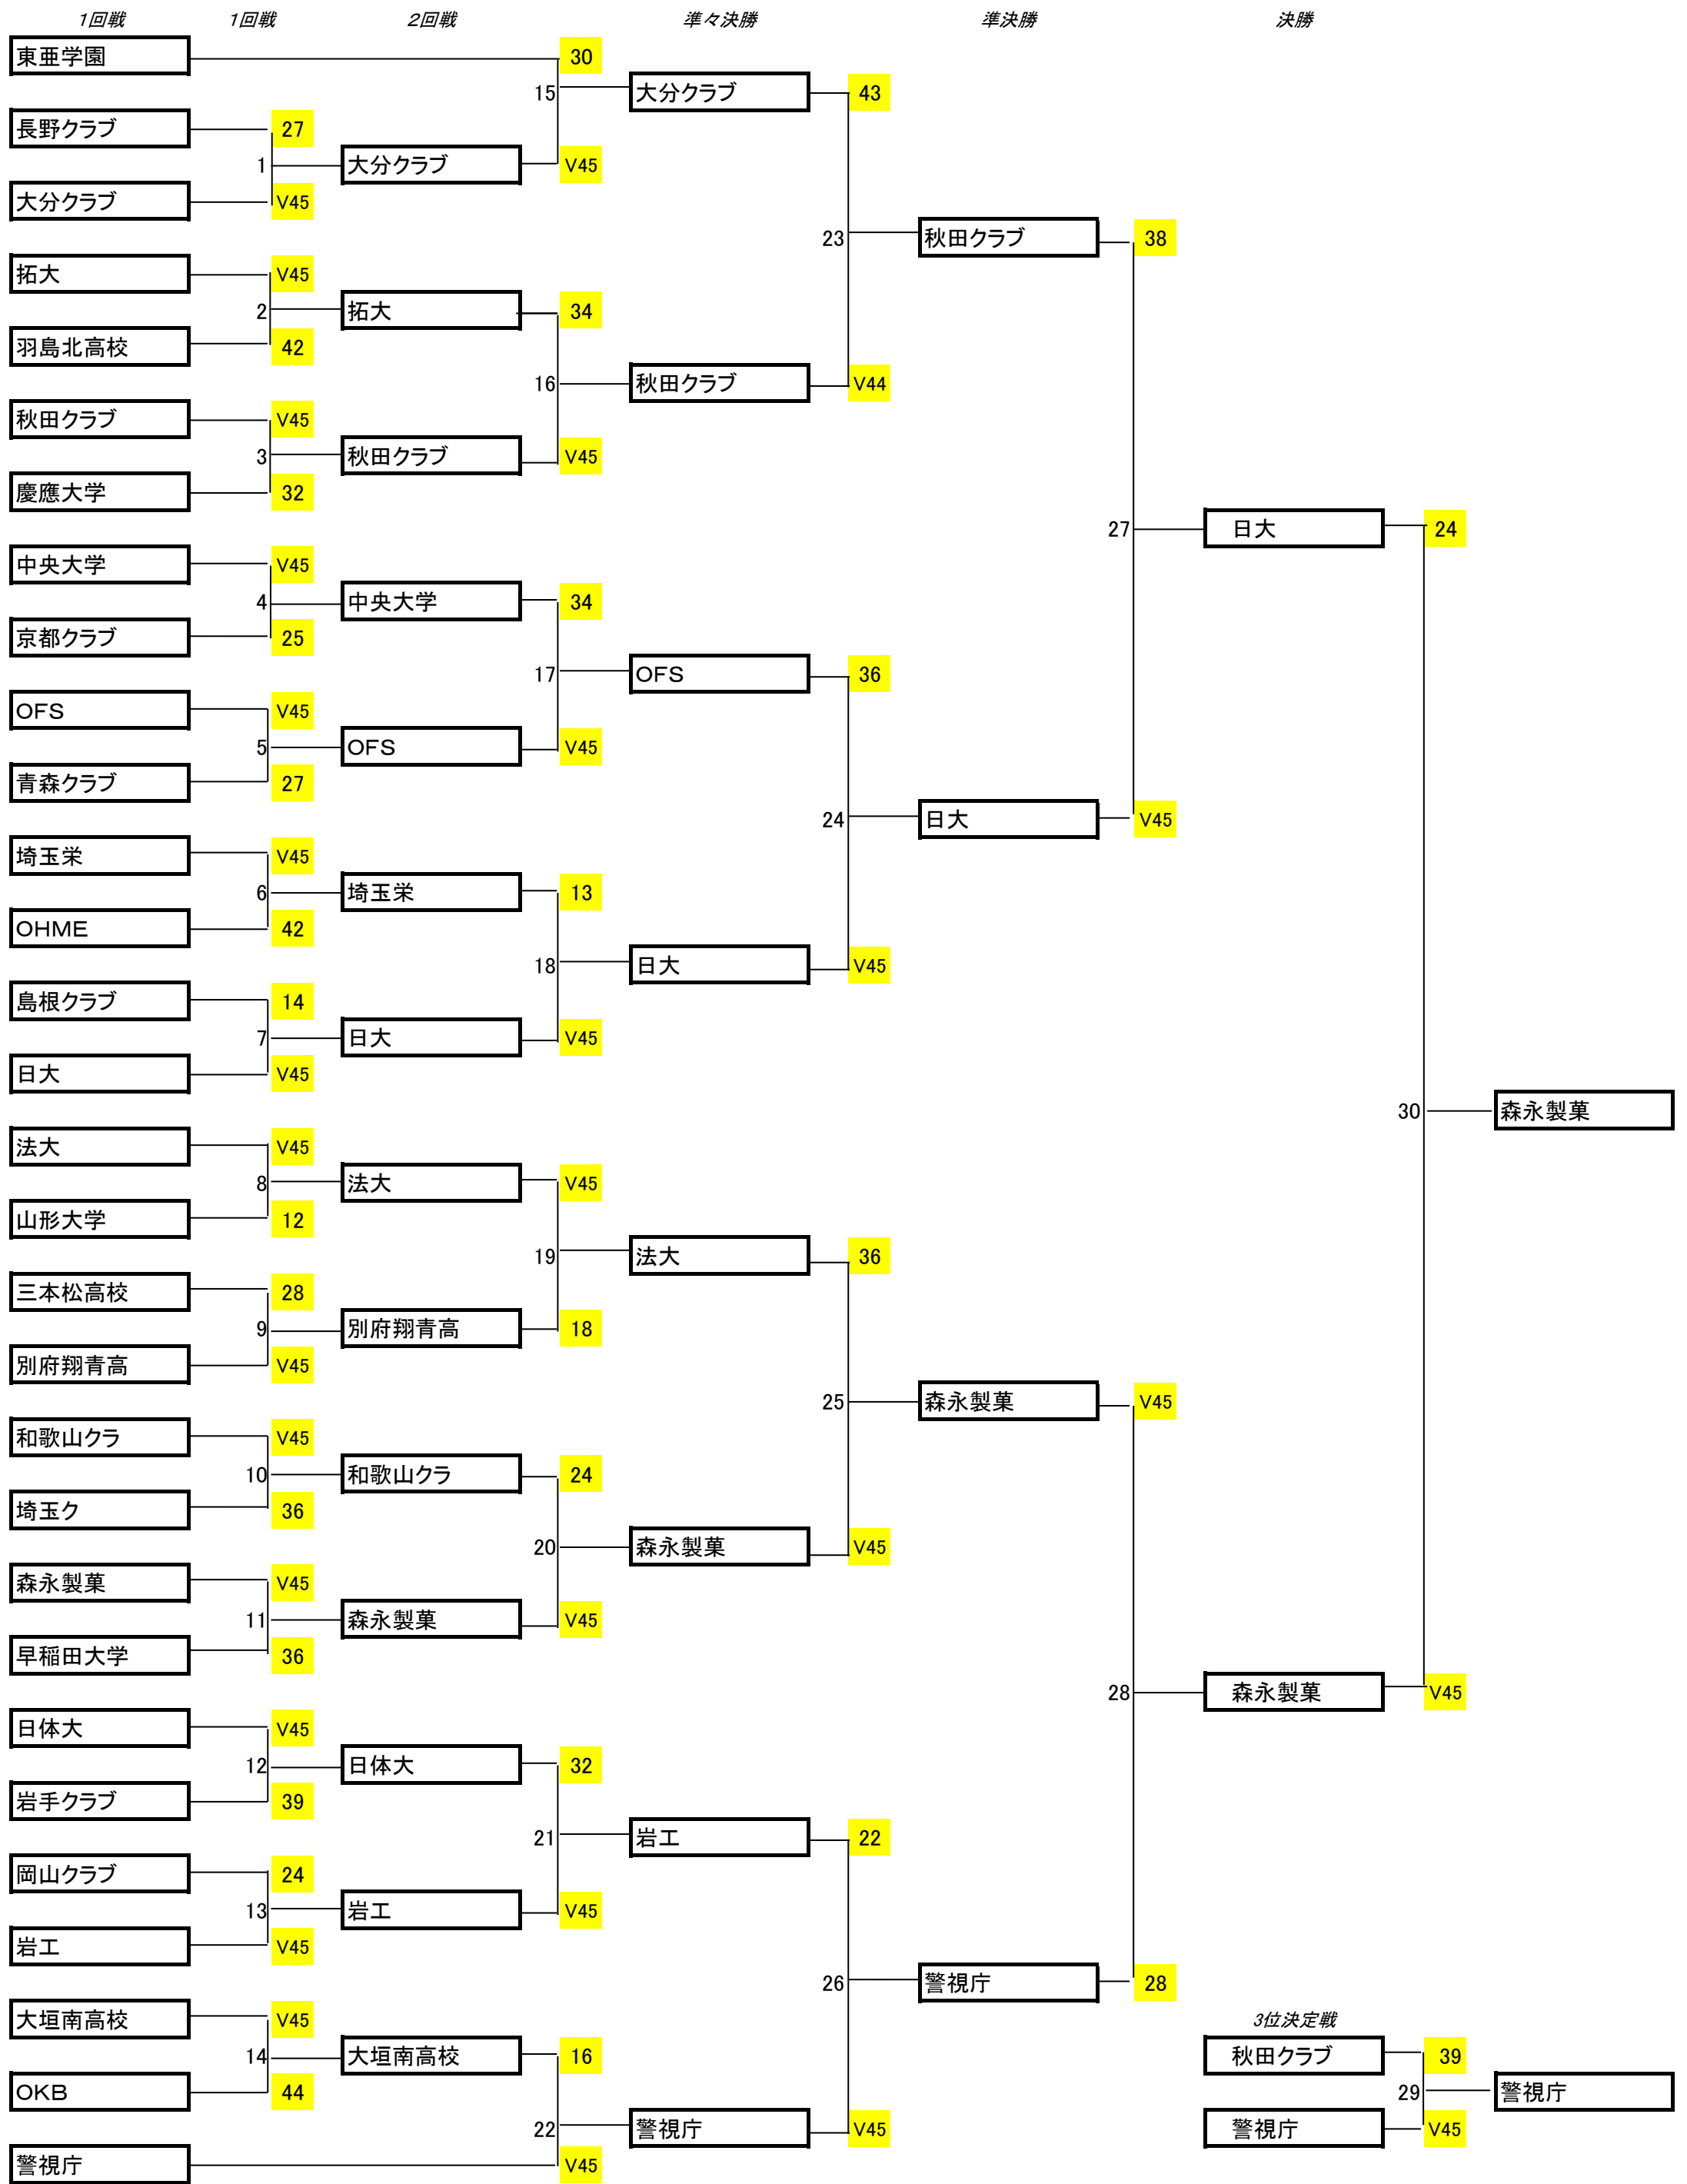 1回戦 1回戦 2回戦 準々決勝 準決勝 決勝
東亜学園 30
15 大分クラブ 43
長野クラブ 27
1 大分クラブ V45
大分クラブ V45
23 秋田クラブ 38
拓大 V45
2 拓大 34
羽島北高校 42
16 秋田クラブ V44
秋田クラブ V45
3 秋田クラブ V45
慶應大学 32
27 日大 24
中央大学 V45
4 中央大学 34
京都クラブ 25
17 OFS 36
OFS V45
5 OFS V45
青森クラブ 27
24 日大 V45
埼玉栄 V45
6 埼玉栄 13
OHME 42
18 日大 V45
島根クラブ 14
7 日大 V45
日大 V45
30 森永製菓
法大 V45
8 法大 V45
山形大学 12
19 法大 36
三本松高校 28
9 別府翔青高 18
別府翔青高 V45
25 森永製菓 V45
和歌山クラ V45
10 和歌山クラ 24
埼玉ク 36
20 森永製菓 V45
森永製菓 V45
11 森永製菓 V45
早稲田大学 36
28 森永製菓 V45
日体大 V45
12 日体大 32
岩手クラブ 39
21 岩工 22
岡山クラブ 24
13 岩工 V45
岩工 V45
26 警視庁 28
大垣南高校 V45 3位決定戦
14 大垣南高校 16 秋田クラブ 39
OKB 44 29 警視庁
22 警視庁 V45 警視庁 V45
警視庁 V45